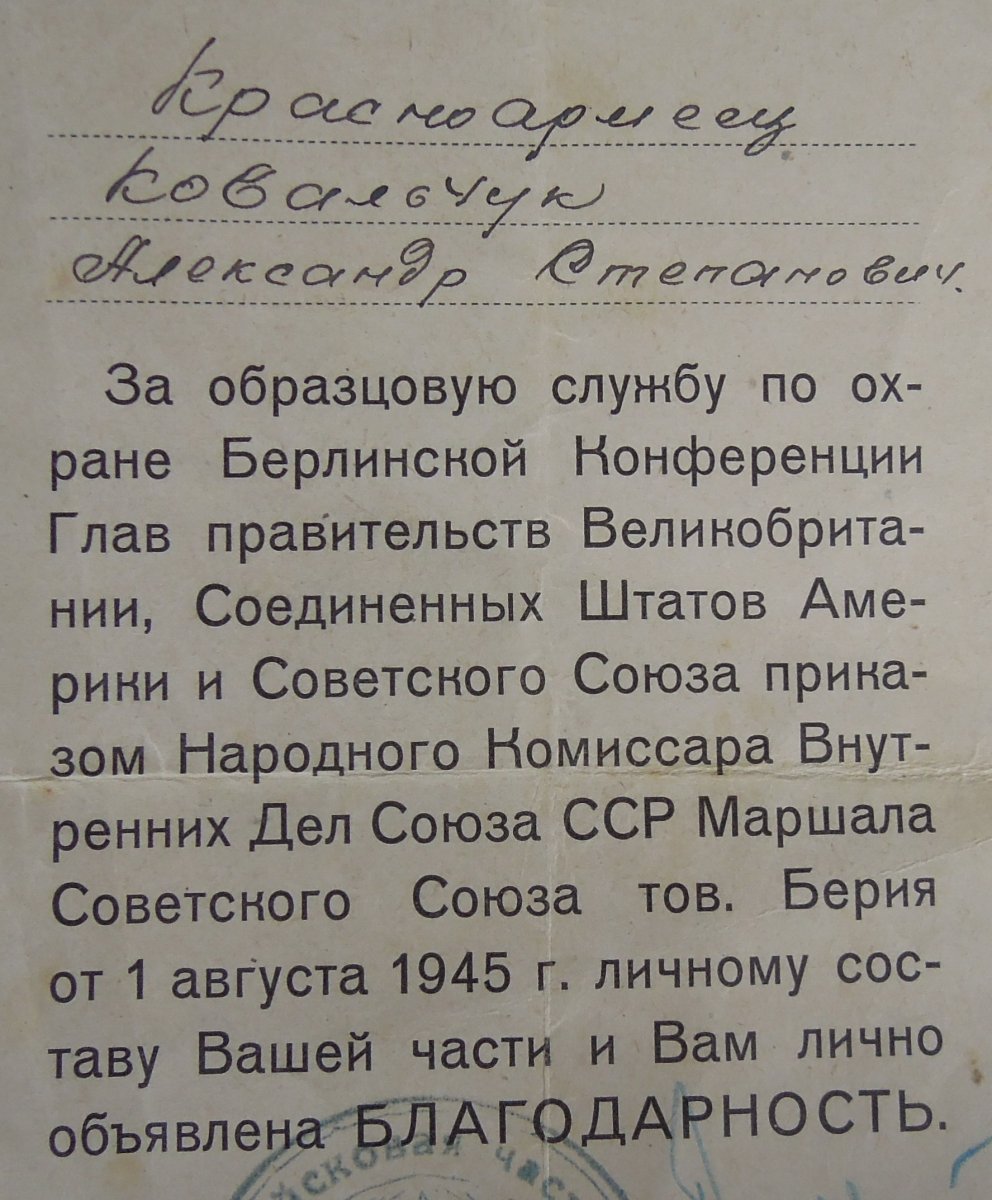 Красноармеец
Ковальчук
Александр Степанович.
За образцовую службу по ох-
ране Берлинской Конференции
Глав правительств Великобрита-
нии, Соединенных Штатов Аме-
рики и Советского Союза прика-
зом Народного Комиссара Внут-
ренних Дел Союза ССР Маршала
Советского Союза тов. Берия
от 1 августа 1945 г. личному сос-
таву Вашей части и Вам лично
объявлена БЛАГОДАРНОСТЬ.